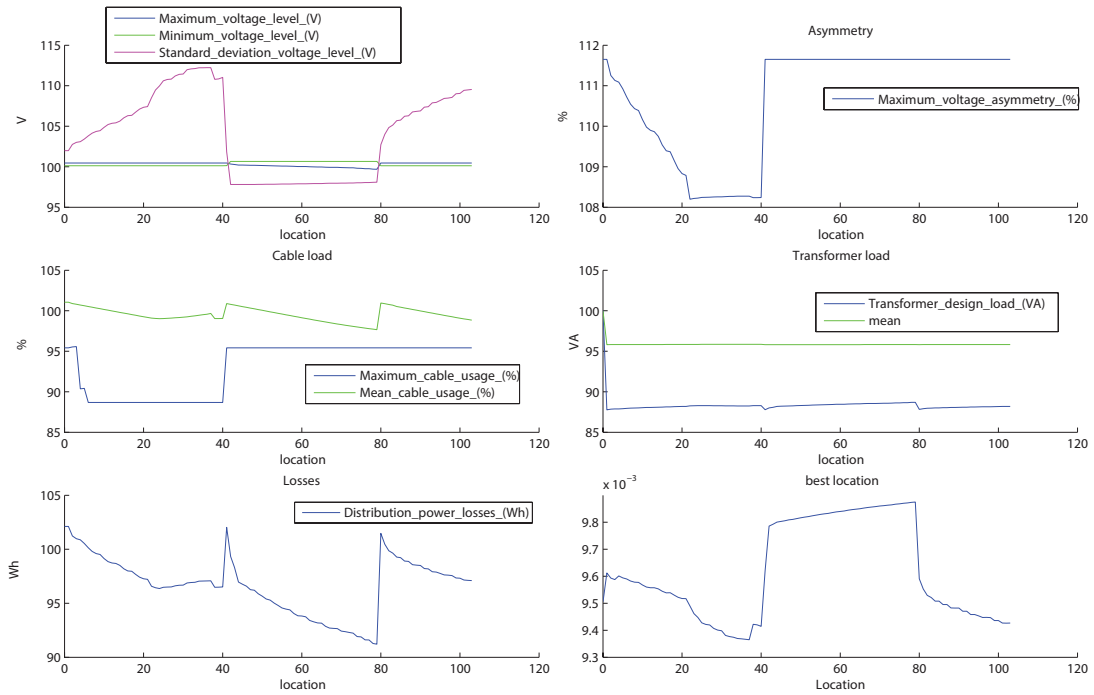 Maximum_voltage_level_(V)
Minimum_voltage_level_(V)
Standard_deviation_voltage_level_(V)
115
110
105
100
95
V
0 20 40 60 80 100 120
location
Asymmetry
Maximum_voltage_asymmetry_(%)
112
111
110
109
108
%
0 20 40 60 80 100 120
location
Cable load
105
100
95
90
85
%
Maximum_cable_usage_(%)
Mean_cable_usage_(%)
0 20 40 60 80 100 120
location
Transformer load
Transformer_design_load_(VA)
mean
105
100
95
90
85
VA
0 20 40 60 80 100 120
location
Losses
Distribution_power_losses_(Wh)
105
100
95
90
Wh
0 20 40 60 80 100 120
location
best location
x 10⁻³
9.8
9.7
9.6
9.5
9.4
9.3
0 20 40 60 80 100 120
Location